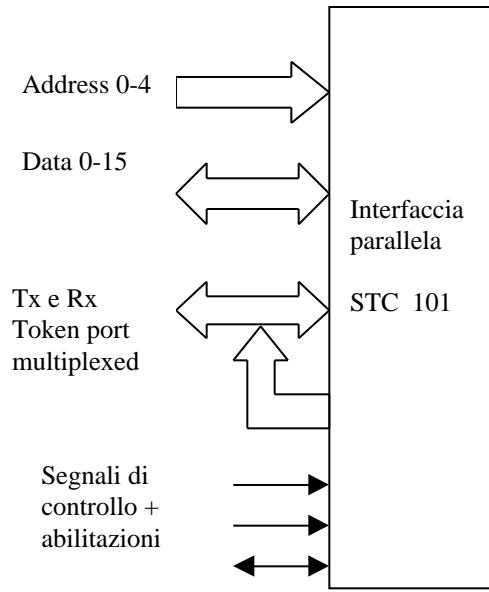 Address 0-4
Data 0-15
Interfaccia
parallela
STC 101
Tx e Rx
Token port
multiplexed
Segnali di
controllo +
abilitazioni